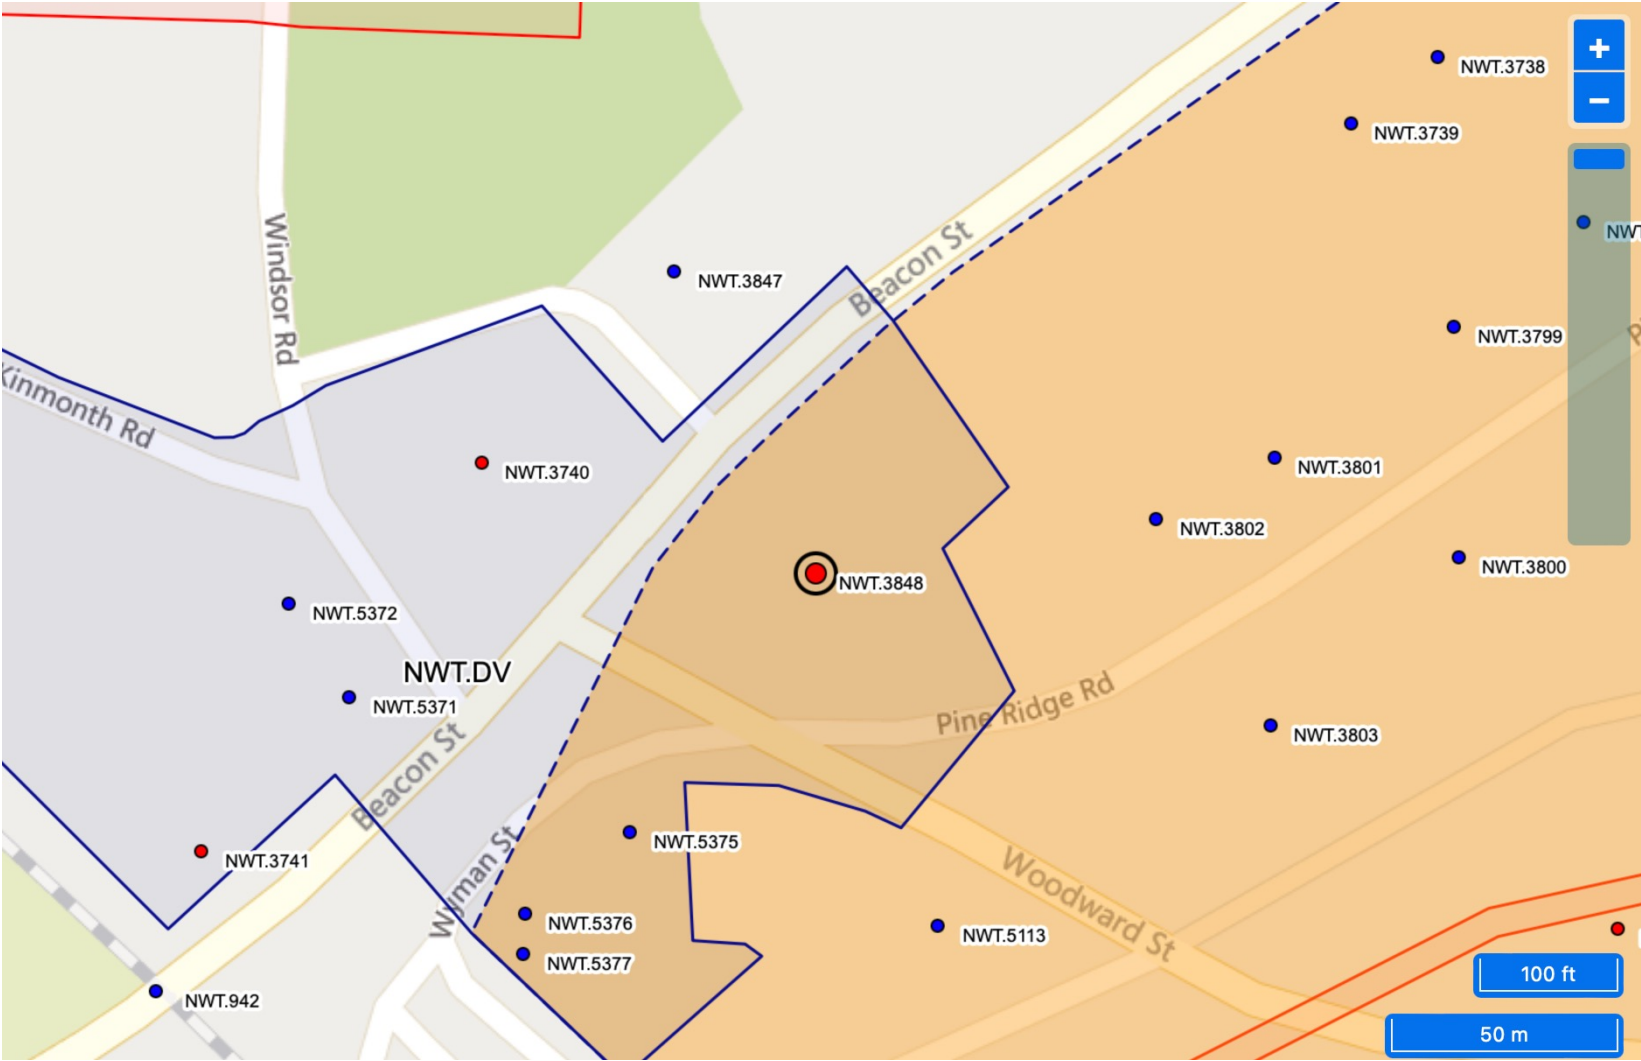 NWT.3738
+
−
NWT.3739
NWT
Windsor Rd
Beacon St
NWT.3847
NWT.3799
Kinmonth Rd
NWT.3740
NWT.3801
NWT.3802
NWT.3800
NWT.3848
NWT.5372
NWT.DV
NWT.5371
Pine Ridge Rd
NWT.3803
Beacon St
NWT.3741
NWT.5375
Wyman St
Woodward St
NWT.5376
NWT.5113
NWT.5377
NWT.942
100 ft
50 m